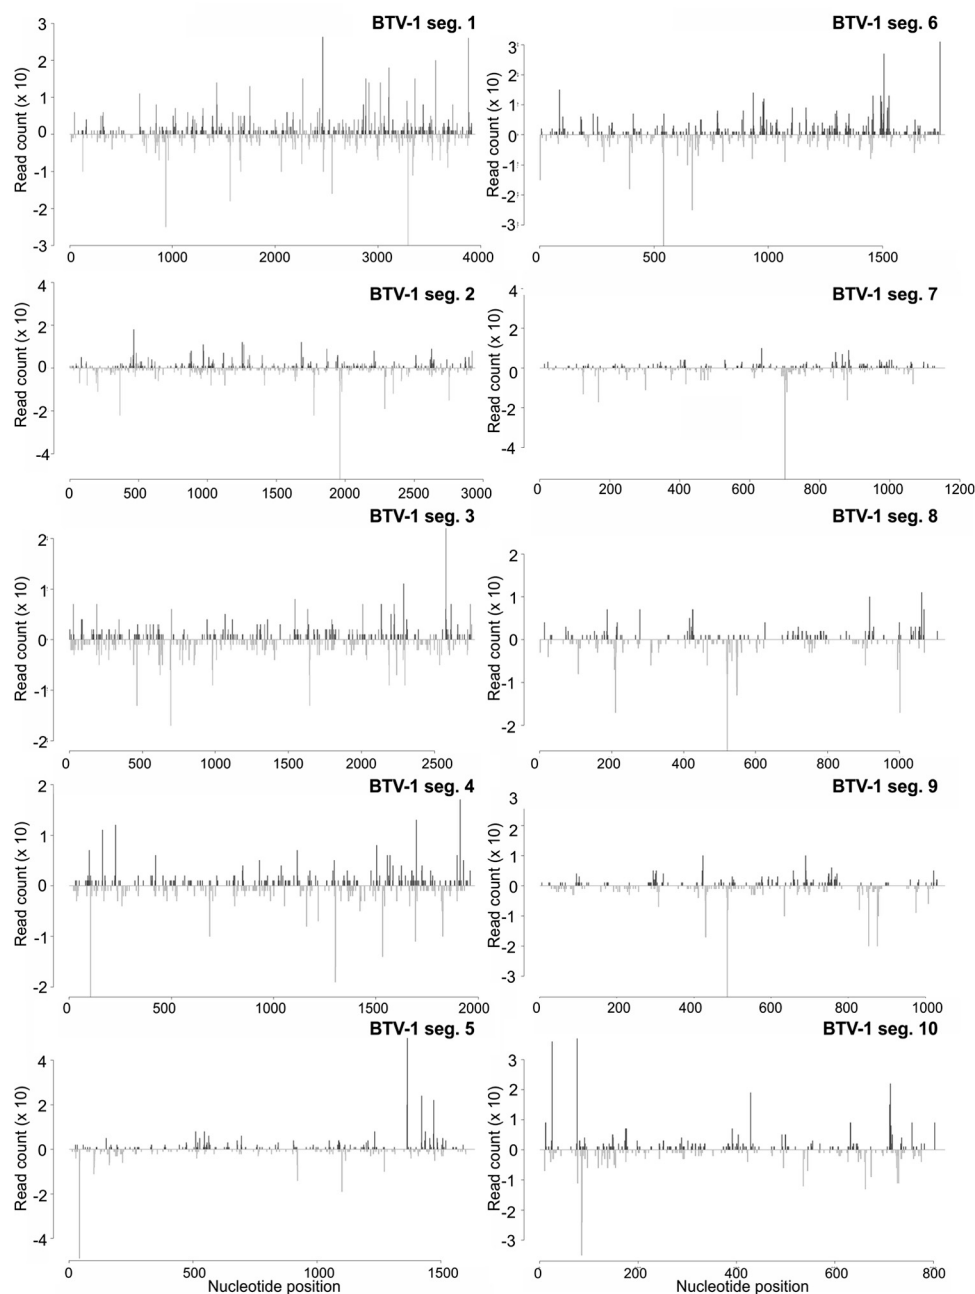 BTV-1 seg. 1
Read count (x 10)
3
2
1
0
-1
-2
-3
0 1000 2000 3000 4000
BTV-1 seg. 6
Read count (x 10)
3
2
1
0
-1
-2
-3
0 500 1000 1500
BTV-1 seg. 2
Read count (x 10)
4
2
0
-2
-4
0 500 1000 1500 2000 2500 3000
BTV-1 seg. 7
Read count (x 10)
4
2
0
-2
-4
0 200 400 600 800 1000 1200
BTV-1 seg. 3
Read count (x 10)
2
1
0
-1
-2
0 500 1000 1500 2000 2500
BTV-1 seg. 8
Read count (x 10)
2
1
0
-1
-2
0 200 400 600 800 1000
BTV-1 seg. 4
Read count (x 10)
2
1
0
-1
-2
0 500 1000 1500 2000
BTV-1 seg. 9
Read count (x 10)
3
2
1
0
-1
-2
-3
0 200 400 600 800 1000
BTV-1 seg. 5
Read count (x 10)
4
2
0
-2
-4
0 500 1000 1500
Nucleotide position
BTV-1 seg. 10
Read count (x 10)
3
2
1
0
-1
-2
-3
0 200 400 600 800
Nucleotide position